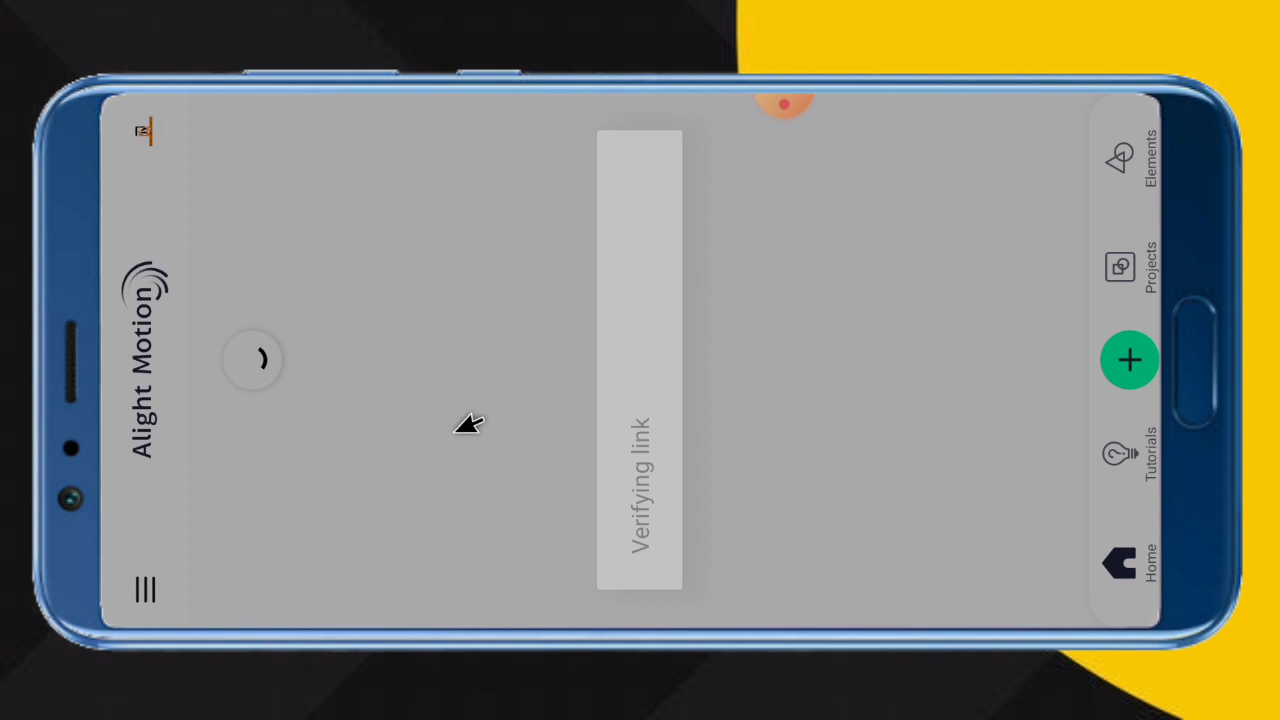 Alight Motion
Verifying link
Home
Tutorials
Projects
Elements